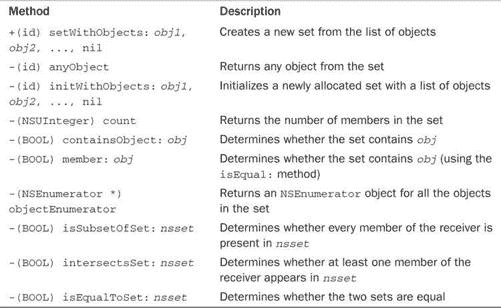 Method Description
+(id) setWithObjects: obj1, Creates a new set from the list of objects
obj2, ..., nil
-(id) anyObject Returns any object from the set
-(id) initWithObjects: obj1, Initializes a newly allocated set with a list of objects
obj2, ..., nil
-(NSUInteger) count Returns the number of members in the set
-(BOOL) containsObject: obj Determines whether the set contains obj
-(BOOL) member: obj Determines whether the set contains obj (using the
isEqual: method)
-(NSEnumerator *) Returns an NSEnumerator object for all the objects
objectEnumerator in the set
-(BOOL) isSubsetOfSet: nsset Determines whether every member of the receiver is
present in nsset
-(BOOL) intersectsSet: nsset Determines whether at least one member of the
receiver appears in nsset
-(BOOL) isEqualToSet: nsset Determines whether the two sets are equal